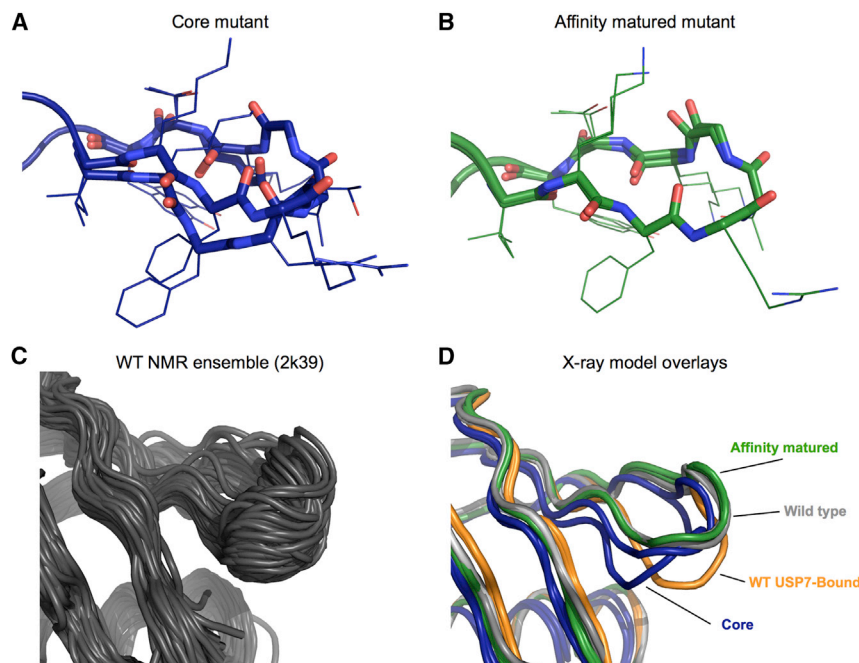 A
Core mutant
B
Affinity matured mutant
C
WT NMR ensemble (2k39)
D
X-ray model overlays
Affinity matured
Wild type
WT USP7-Bound
Core